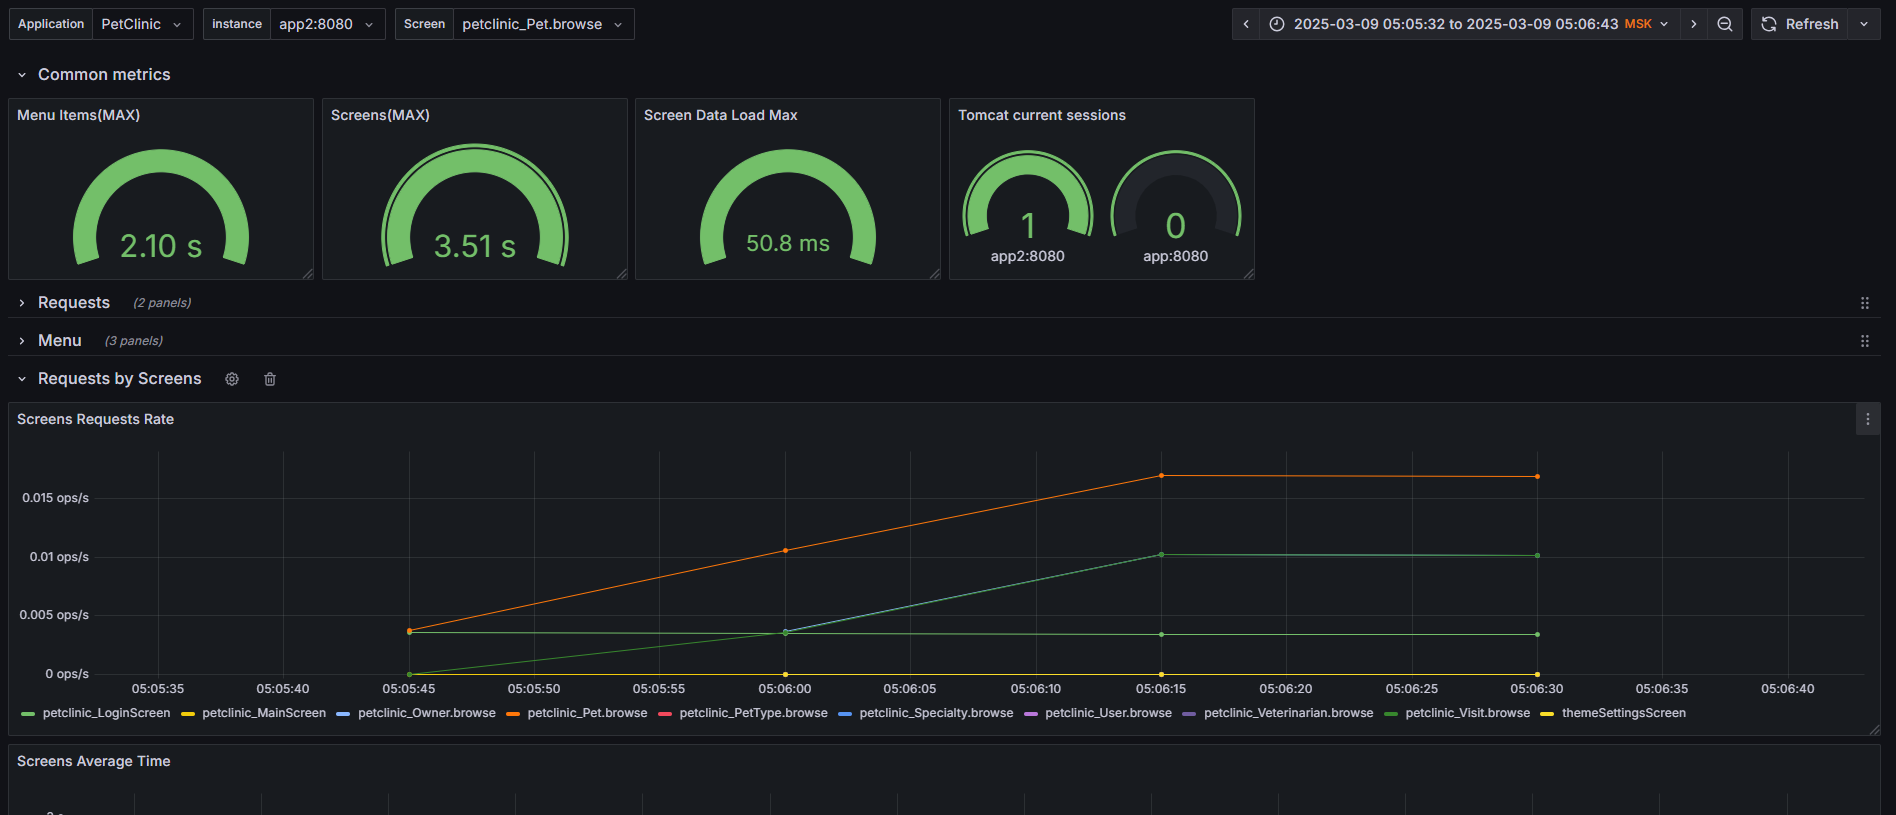 Application PetClinic instance app2:8080 Screen petclinic_Pet.browse 2025-03-09 05:05:32 to 2025-03-09 05:06:43 MSK Refresh
Common metrics
Menu Items(MAX) Screens(MAX) Screen Data Load Max Tomcat current sessions
2.10 s 3.51 s 50.8 ms 1 0
app2:8080 app:8080
Requests (2 panels)
Menu (3 panels)
Requests by Screens
Screens Requests Rate
0.015 ops/s
0.01 ops/s
0.005 ops/s
0 ops/s
05:05:35 05:05:40 05:05:45 05:05:50 05:05:55 05:06:00 05:06:05 05:06:10 05:06:15 05:06:20 05:06:25 05:06:30 05:06:35 05:06:40
petclinic_LoginScreen petclinic_MainScreen petclinic_Owner.browse petclinic_Pet.browse petclinic_PetType.browse petclinic_Specialty.browse petclinic_User.browse petclinic_Veterinarian.browse petclinic_Visit.browse themeSettingsScreen
Screens Average Time